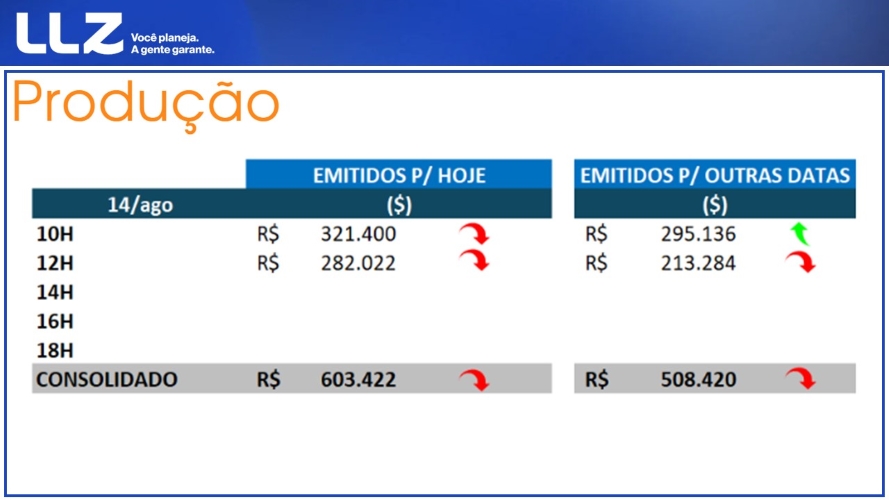 LLZ Você planeja.
A gente garante.
Produção
EMITIDOS P/ HOJE EMITIDOS P/ OUTRAS DATAS
14/ago ($) ($)
10H R$ 321.400 R$ 295.136
12H R$ 282.022 R$ 213.284
14H
16H
18H
CONSOLIDADO R$ 603.422 R$ 508.420